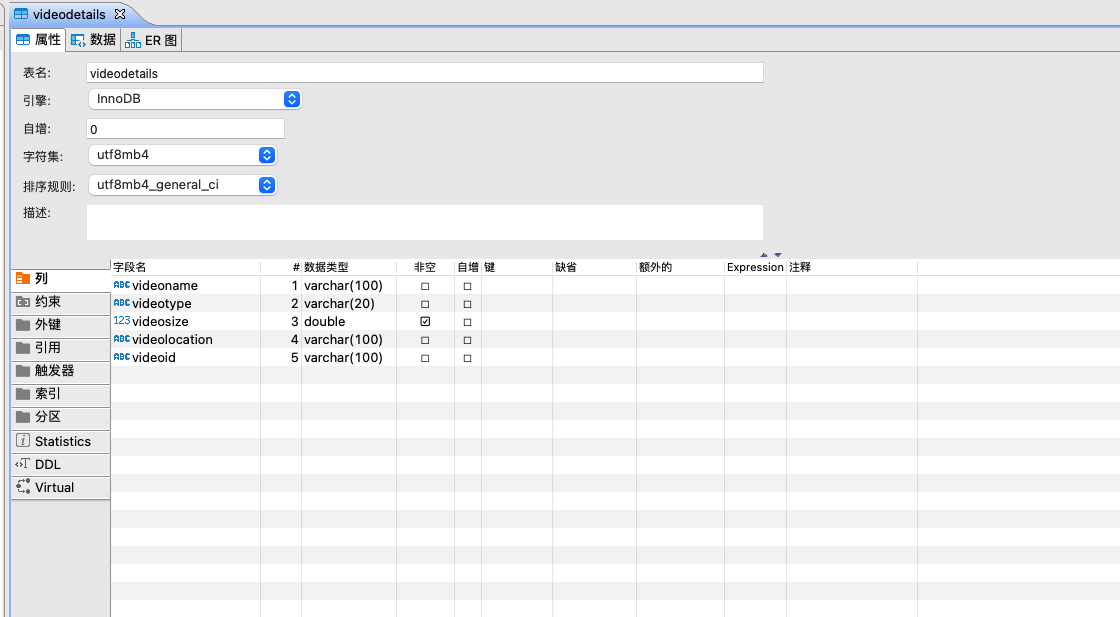 videodetails
属性 数据 ER 图
表名: videodetails
引擎: InnoDB
自增: 0
字符集: utf8mb4
排序规则: utf8mb4_general_ci
描述:
列
约束
外键
引用
触发器
索引
分区
Statistics
DDL
Virtual
字段名 # 数据类型 非空 自增 键 缺省 额外的 Expression 注释
ABC videoname 1 varchar(100)
ABC videotype 2 varchar(20)
123 videosize 3 double
ABC videolocation 4 varchar(100)
ABC videoid 5 varchar(100)